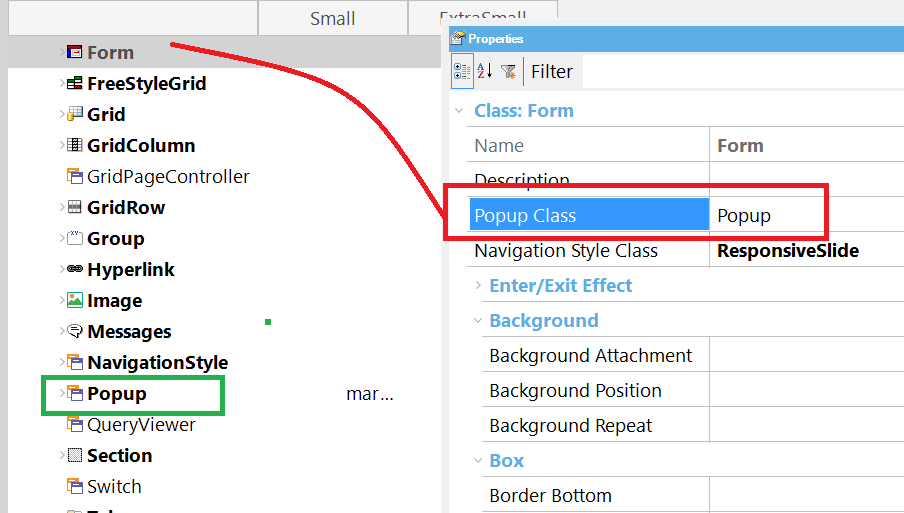 Small
ExtraSmall
Form
FreeStyleGrid
Grid
GridColumn
GridPageController
GridRow
Group
Hyperlink
Image
Messages
NavigationStyle
Popup mar...
QueryViewer
Section
Switch
Properties
Filter
Class: Form
Name Form
Description
Popup Class Popup
Navigation Style Class ResponsiveSlide
Enter/Exit Effect
Background
Background Attachment
Background Position
Background Repeat
Box
Border Bottom